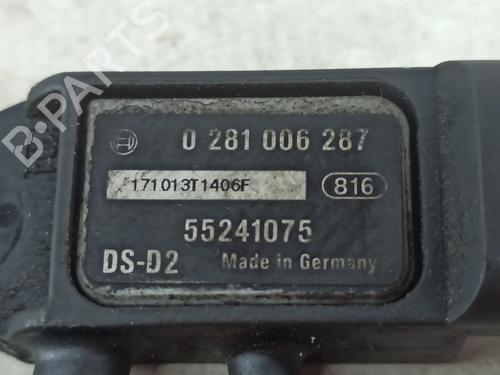 0 281 006 287
171013T1406F 816
55241075
DS-D2 Made in Germany
B-PARTS